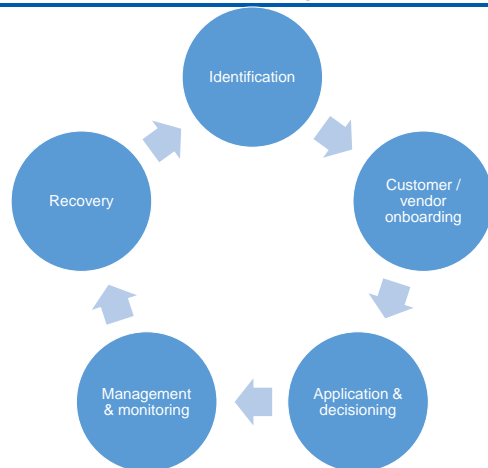 Identification
Customer /
vendor
onboarding
Application &
decisioning
Management
& monitoring
Recovery